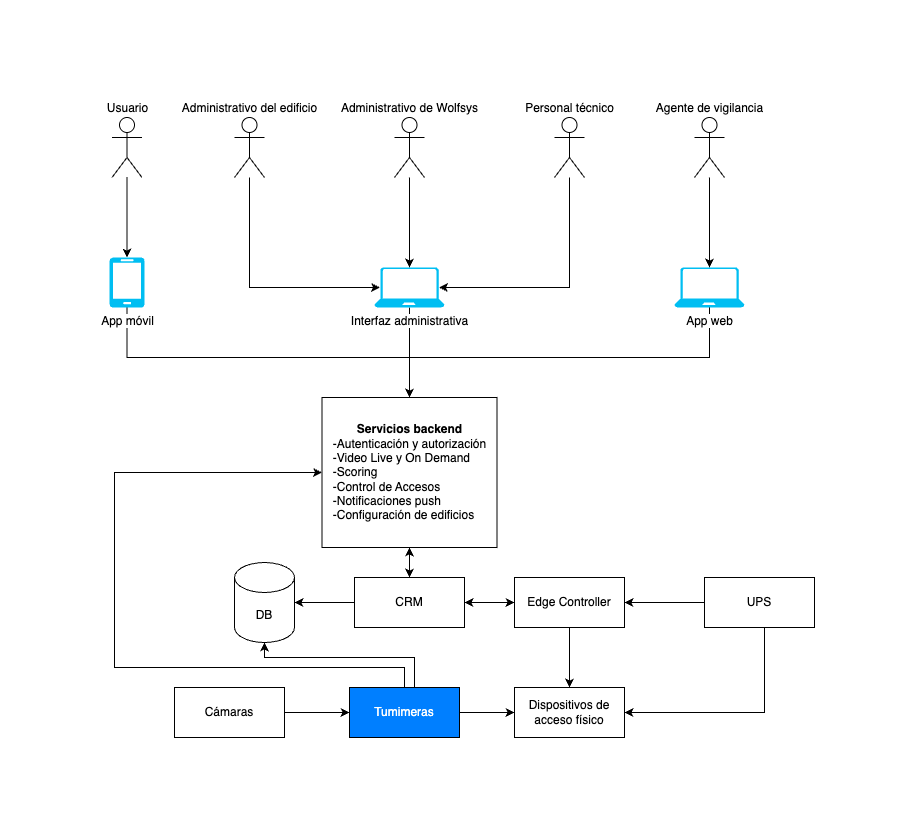 Usuario
Administrativo del edificio
Administrativo de Wolfsys
Personal técnico
Agente de vigilancia
App móvil
Interfaz administrativa
App web
Servicios backend
-Autenticación y autorización
-Video Live y On Demand
-Scoring
-Control de Accesos
-Notificaciones push
-Configuración de edificios
DB
CRM
Edge Controller
UPS
Cámaras
Tumimeras
Dispositivos de
acceso físico